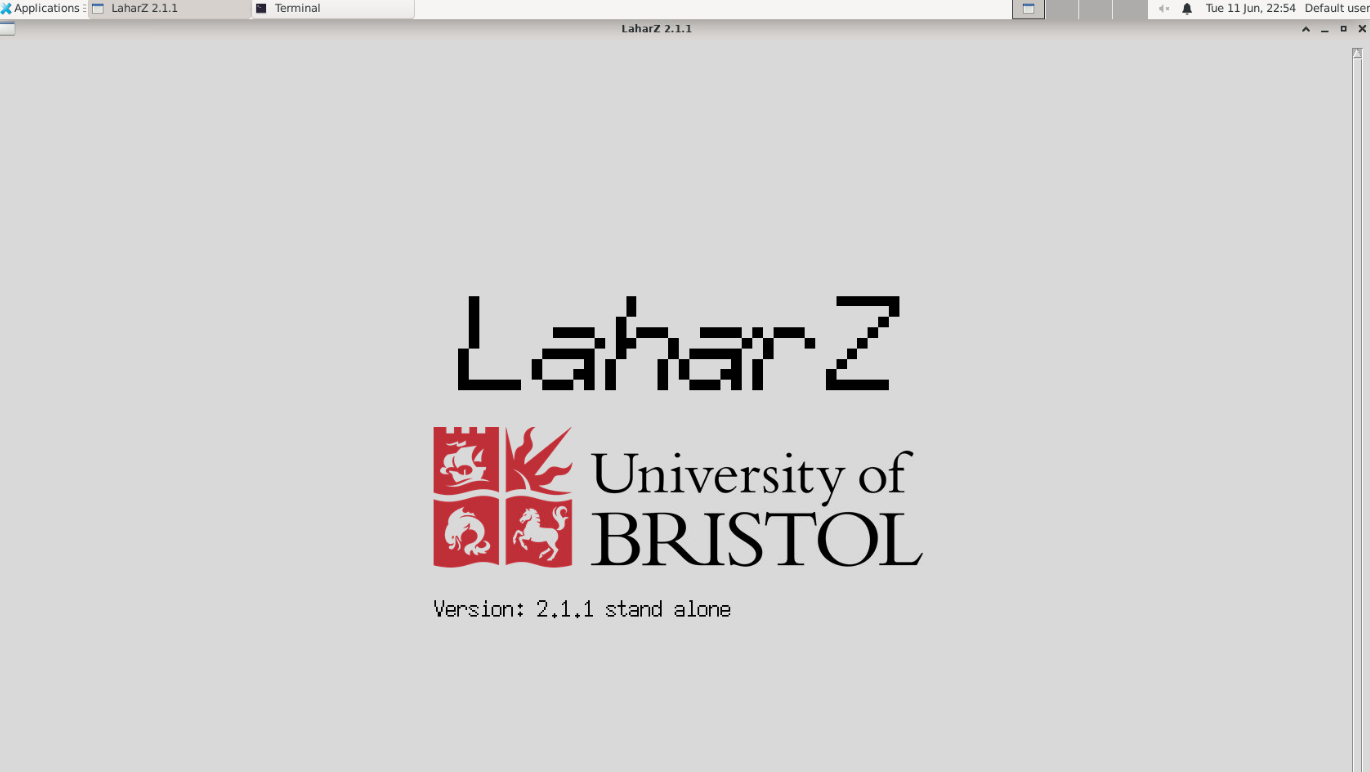 Applications
LaharZ 2.1.1
Terminal
Tue 11 Jun, 22:54
Default user
LaharZ 2.1.1
LaharZ
University of
BRISTOL
Version: 2.1.1 stand alone